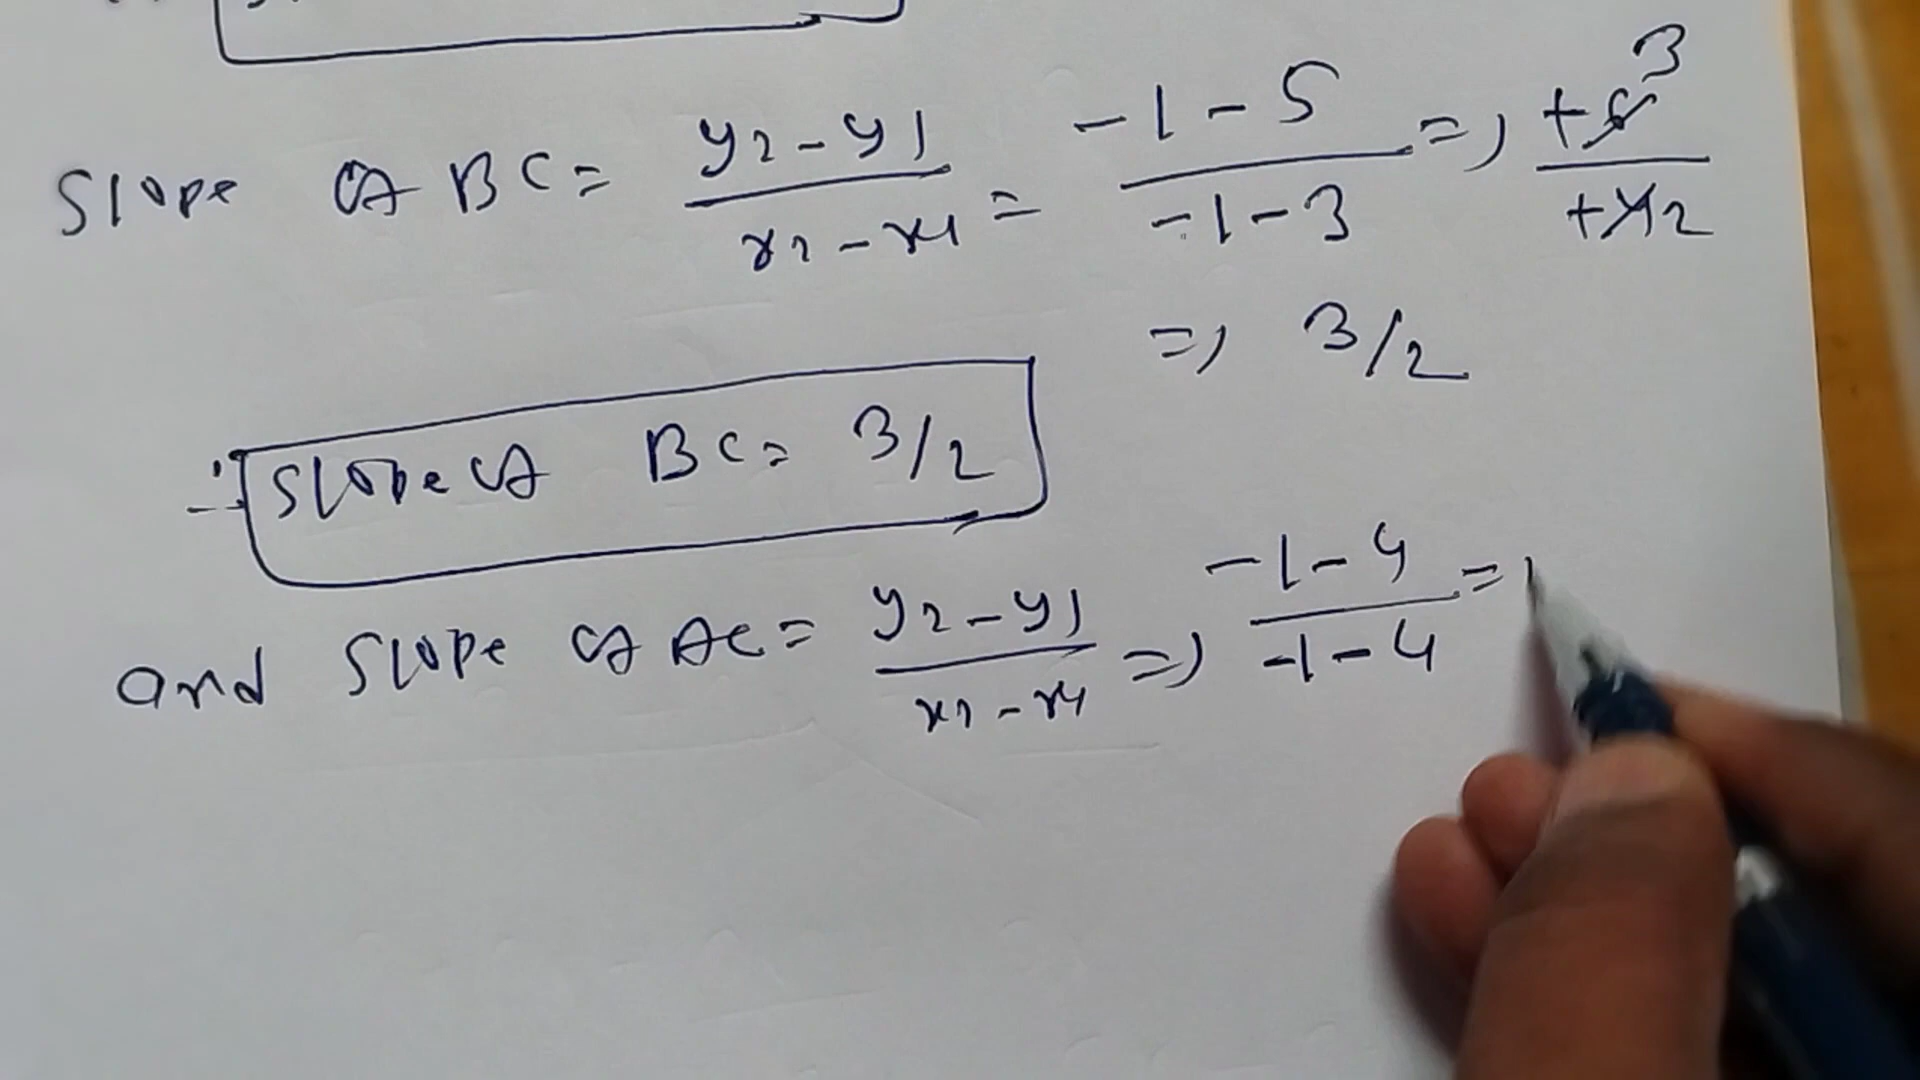 Slope of BC = y2-y1 / x2-x1 = -1-5 / -1-3 => +6 3 / +4 2
=> 3/2
∴ Slope of BC = 3/2
and Slope of AC = y2-y1 / x2-x1 => -1-4 / -1-4 =